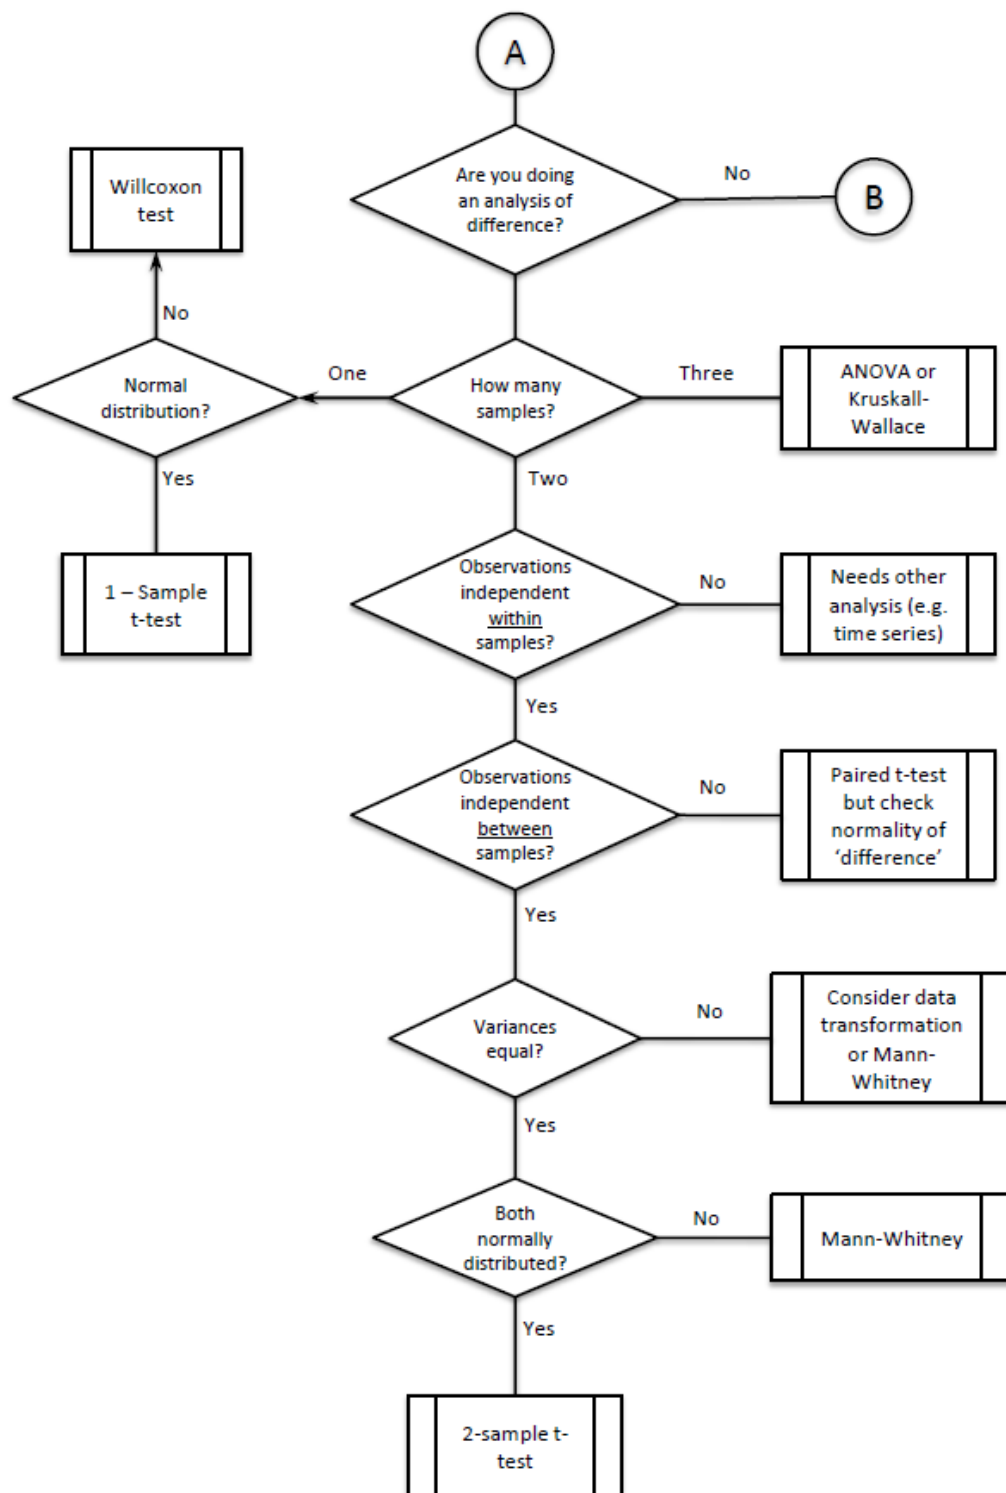 A
Are you doing
an analysis of
difference?
No
B
Willcoxon
test
No
Normal
distribution?
One
How many
samples?
Three
ANOVA or
Kruskall-
Wallace
Yes
Two
1 – Sample
t-test
Observations
independent
within
samples?
No
Needs other
analysis (e.g.
time series)
Yes
Observations
independent
between
samples?
No
Paired t-test
but check
normality of
‘difference’
Yes
Variances
equal?
No
Consider data
transformation
or Mann-
Whitney
Yes
Both
normally
distributed?
No
Mann-Whitney
Yes
2-sample t-
test